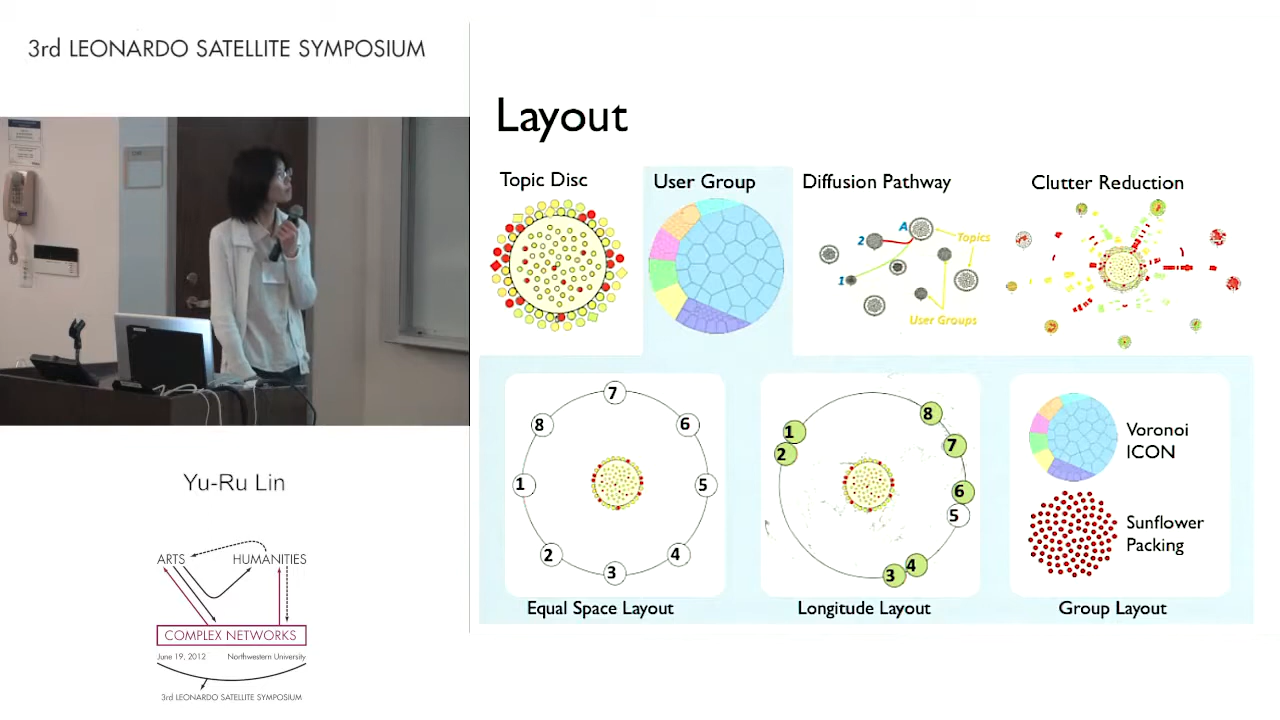 3rd LEONARDO SATELLITE SYMPOSIUM
Yu-Ru Lin
ARTS
HUMANITIES
COMPLEX NETWORKS
June 19, 2012
Northwestern University
3rd LEONARDO SATELLITE SYMPOSIUM
Layout
Topic Disc
User Group
Diffusion Pathway
Clutter Reduction
A
2
Topics
1
User Groups
7
8
6
1
5
2
4
3
Equal Space Layout
8
1
7
2
6
5
4
3
Longitude Layout
Voronoi
ICON
Sunflower
Packing
Group Layout